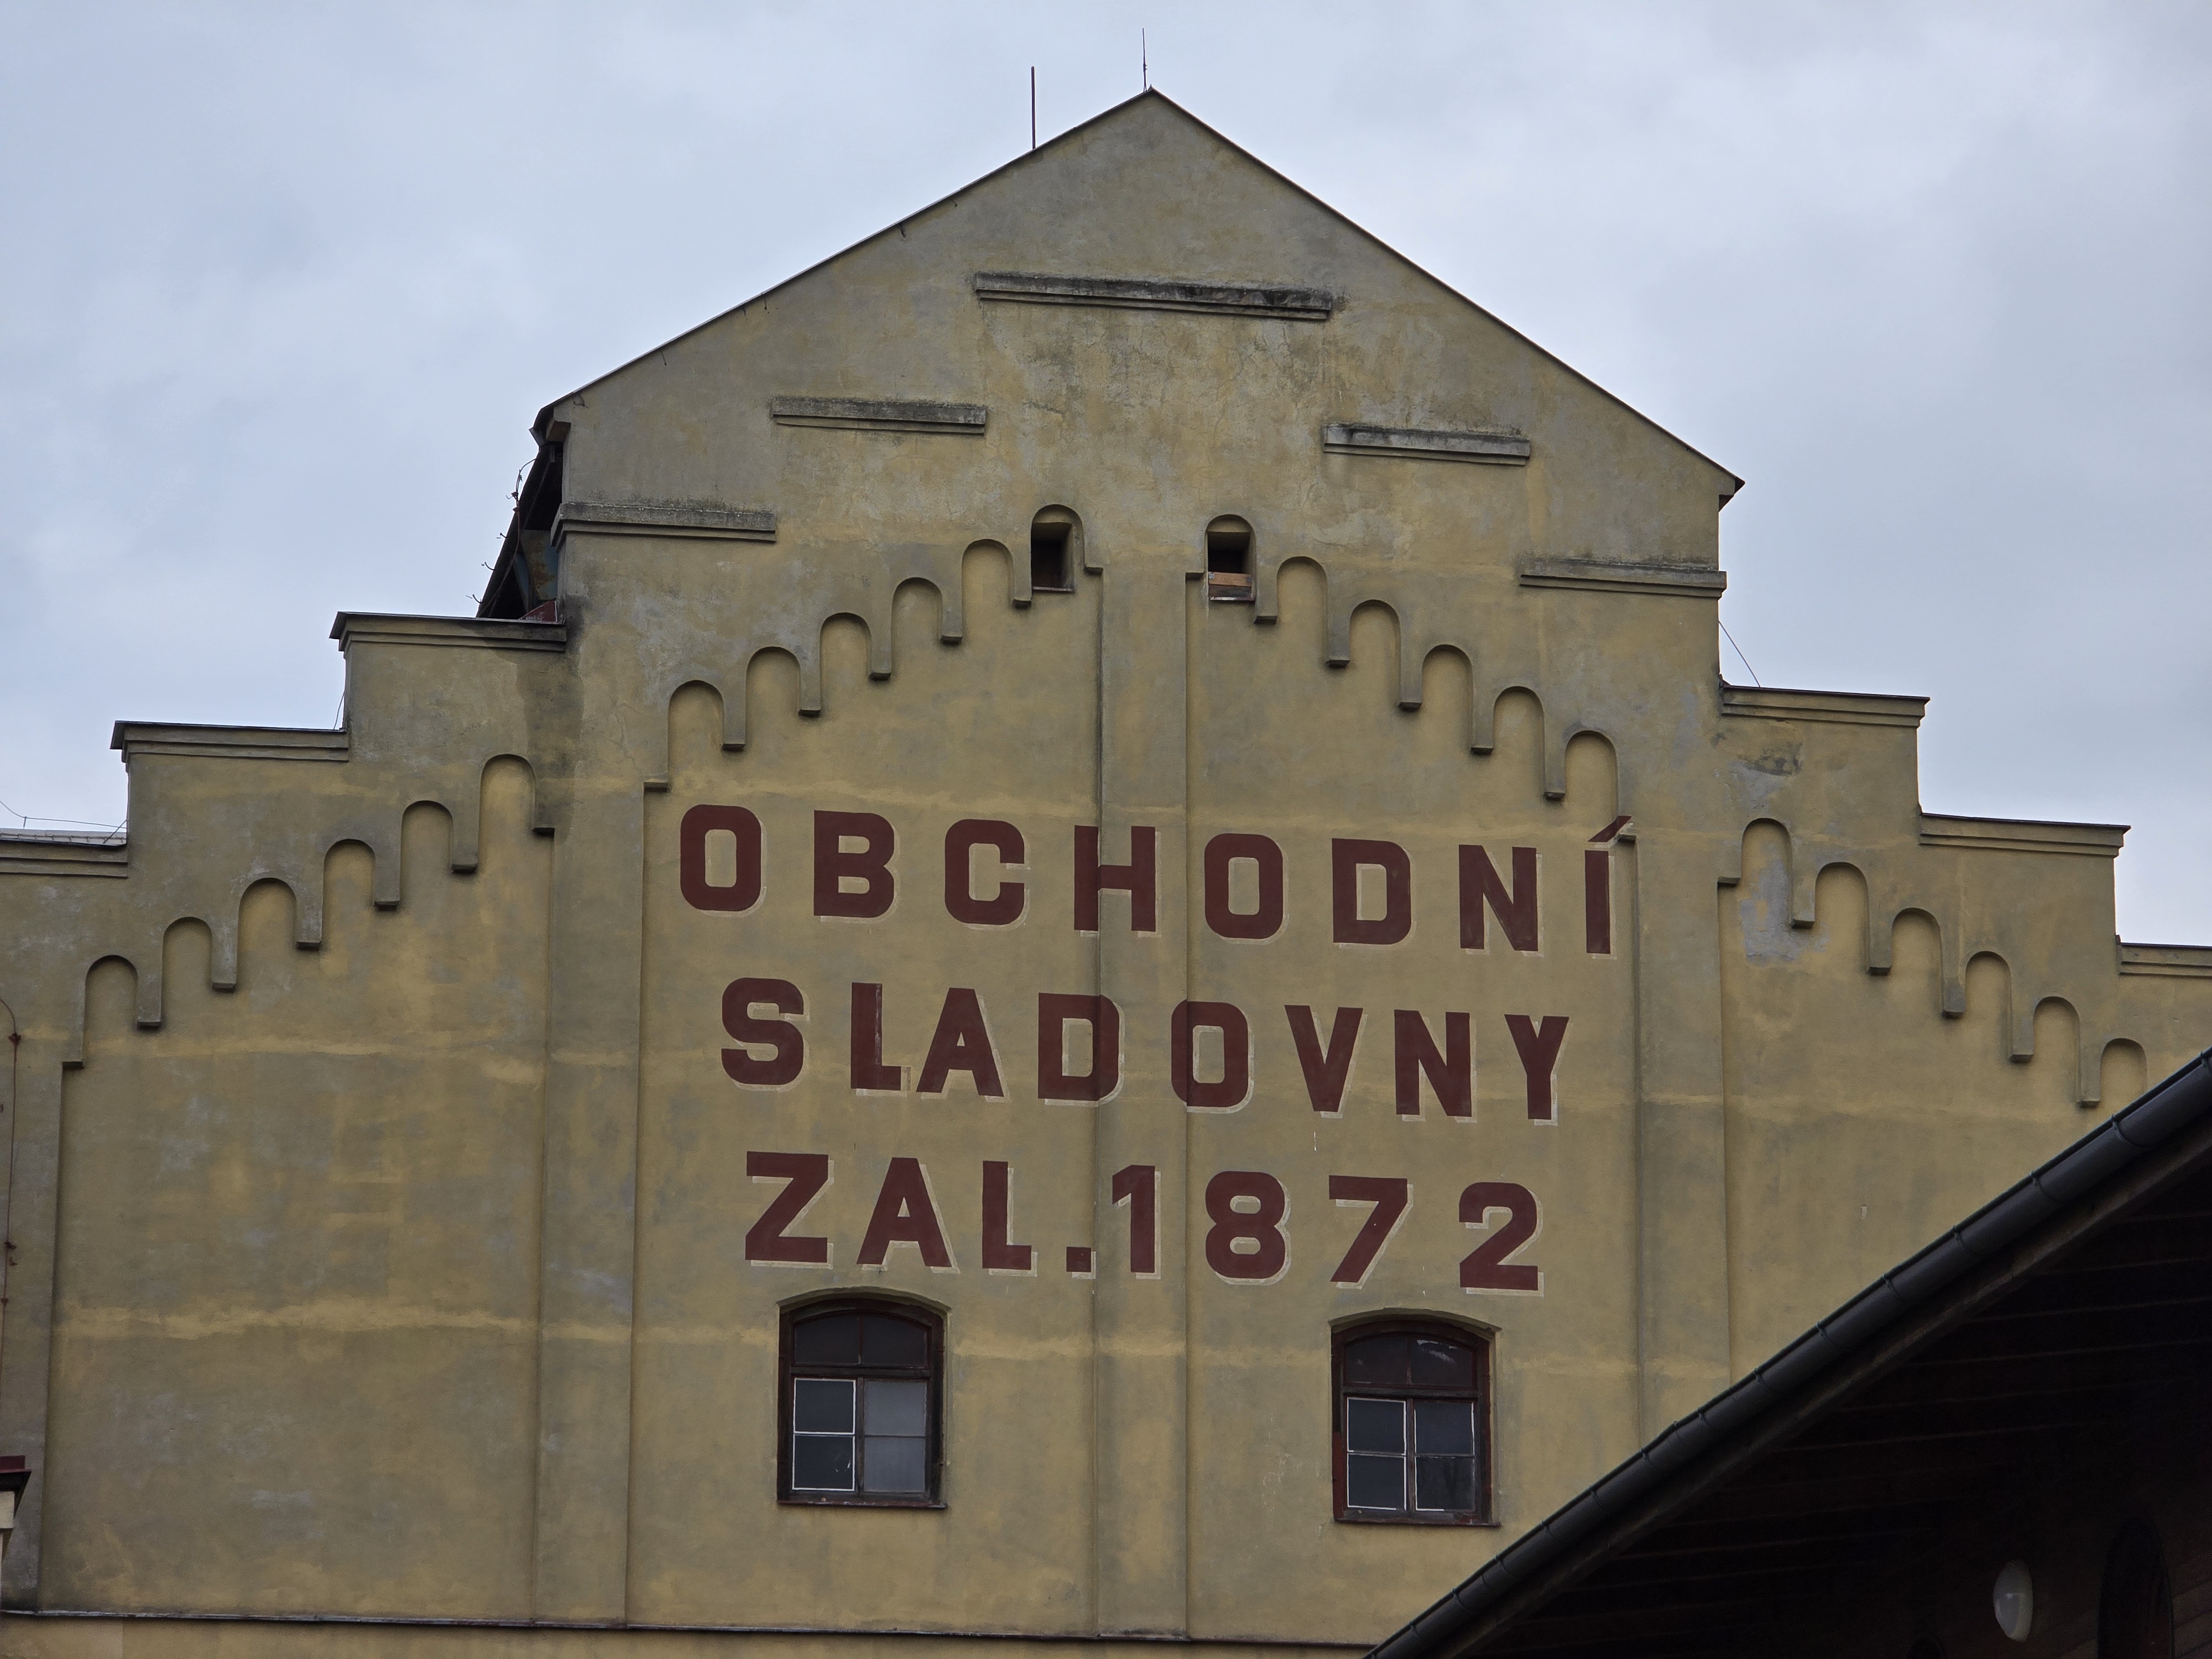 OBCHODNÍ
SLADOVNY
ZAL.1872